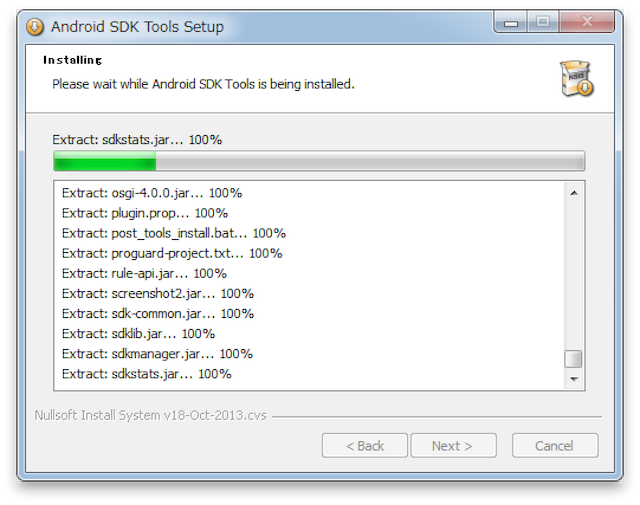 Android SDK Tools Setup
Installing
Please wait while Android SDK Tools is being installed.
NSIS
Extract: sdkstats.jar... 100%
Extract: osgi-4.0.0.jar... 100%
Extract: plugin.prop... 100%
Extract: post_tools_install.bat... 100%
Extract: proguard-project.txt... 100%
Extract: rule-api.jar... 100%
Extract: screenshot2.jar... 100%
Extract: sdk-common.jar... 100%
Extract: sdklib.jar... 100%
Extract: sdkmanager.jar... 100%
Extract: sdkstats.jar... 100%
Nullsoft Install System v18-Oct-2013.cvs
< Back Next > Cancel